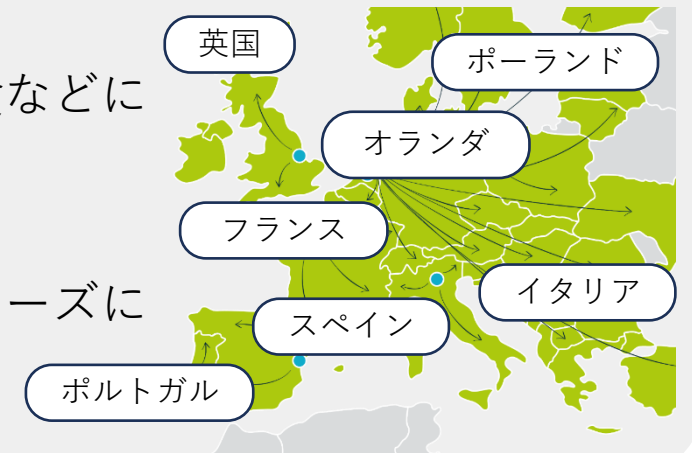 などに
ーズに
英国
ポーランド
オランダ
フランス
イタリア
スペイン
ポルトガル